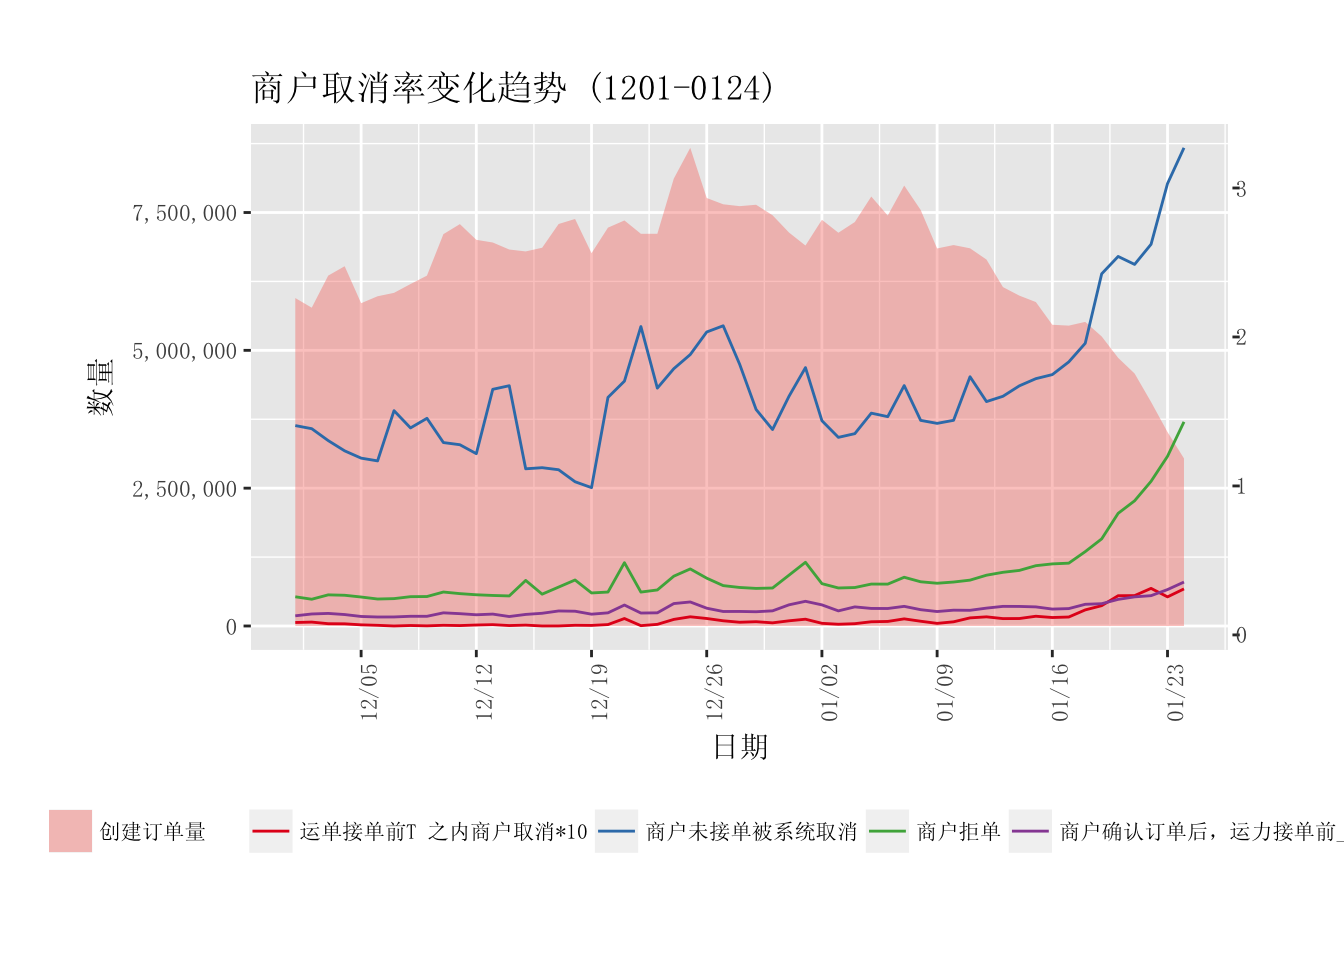 商户取消率变化趋势 (1201-0124)
数量
7,500,000
5,000,000
2,500,000
0
3
2
1
0
12/05
12/12
12/19
12/26
01/02
01/09
01/16
01/23
日期
创建订单量
运单接单前T 之内商户取消*10
商户未接单被系统取消
商户拒单
商户确认订单后，运力接单前_